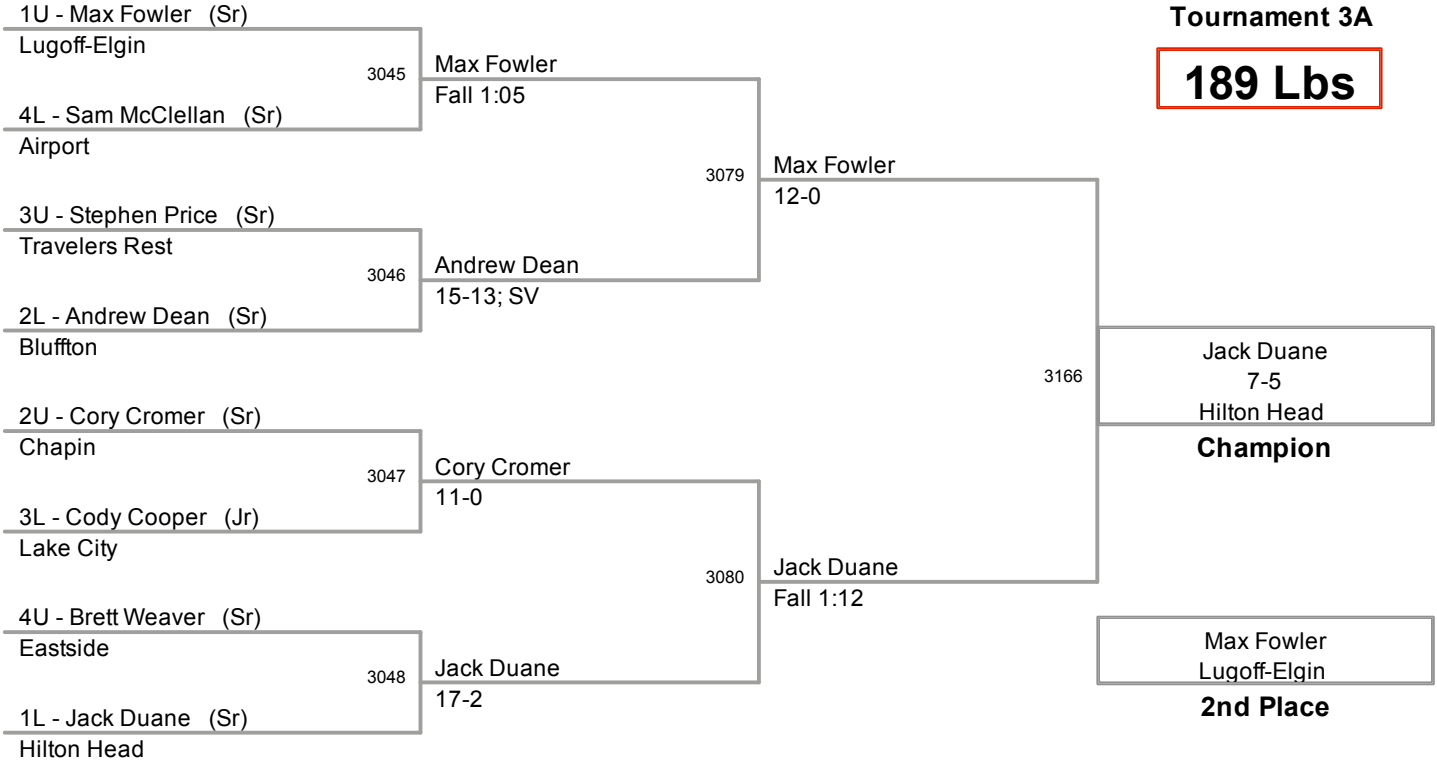 1U - Max Fowler (Sr)
Lugoff-Elgin
3045
4L - Sam McClellan (Sr)
Airport
Max Fowler
Fall 1:05
3U - Stephen Price (Sr)
Travelers Rest
3046
2L - Andrew Dean (Sr)
Bluffton
Andrew Dean
15-13; SV
3079
Max Fowler
12-0
2U - Cory Cromer (Sr)
Chapin
3047
3L - Cody Cooper (Jr)
Lake City
Cory Cromer
11-0
4U - Brett Weaver (Sr)
Eastside
3048
1L - Jack Duane (Sr)
Hilton Head
Jack Duane
17-2
3080
Jack Duane
Fall 1:12
3166
Tournament 3A
189 Lbs
Jack Duane
7-5
Hilton Head
Champion
Max Fowler
Lugoff-Elgin
2nd Place